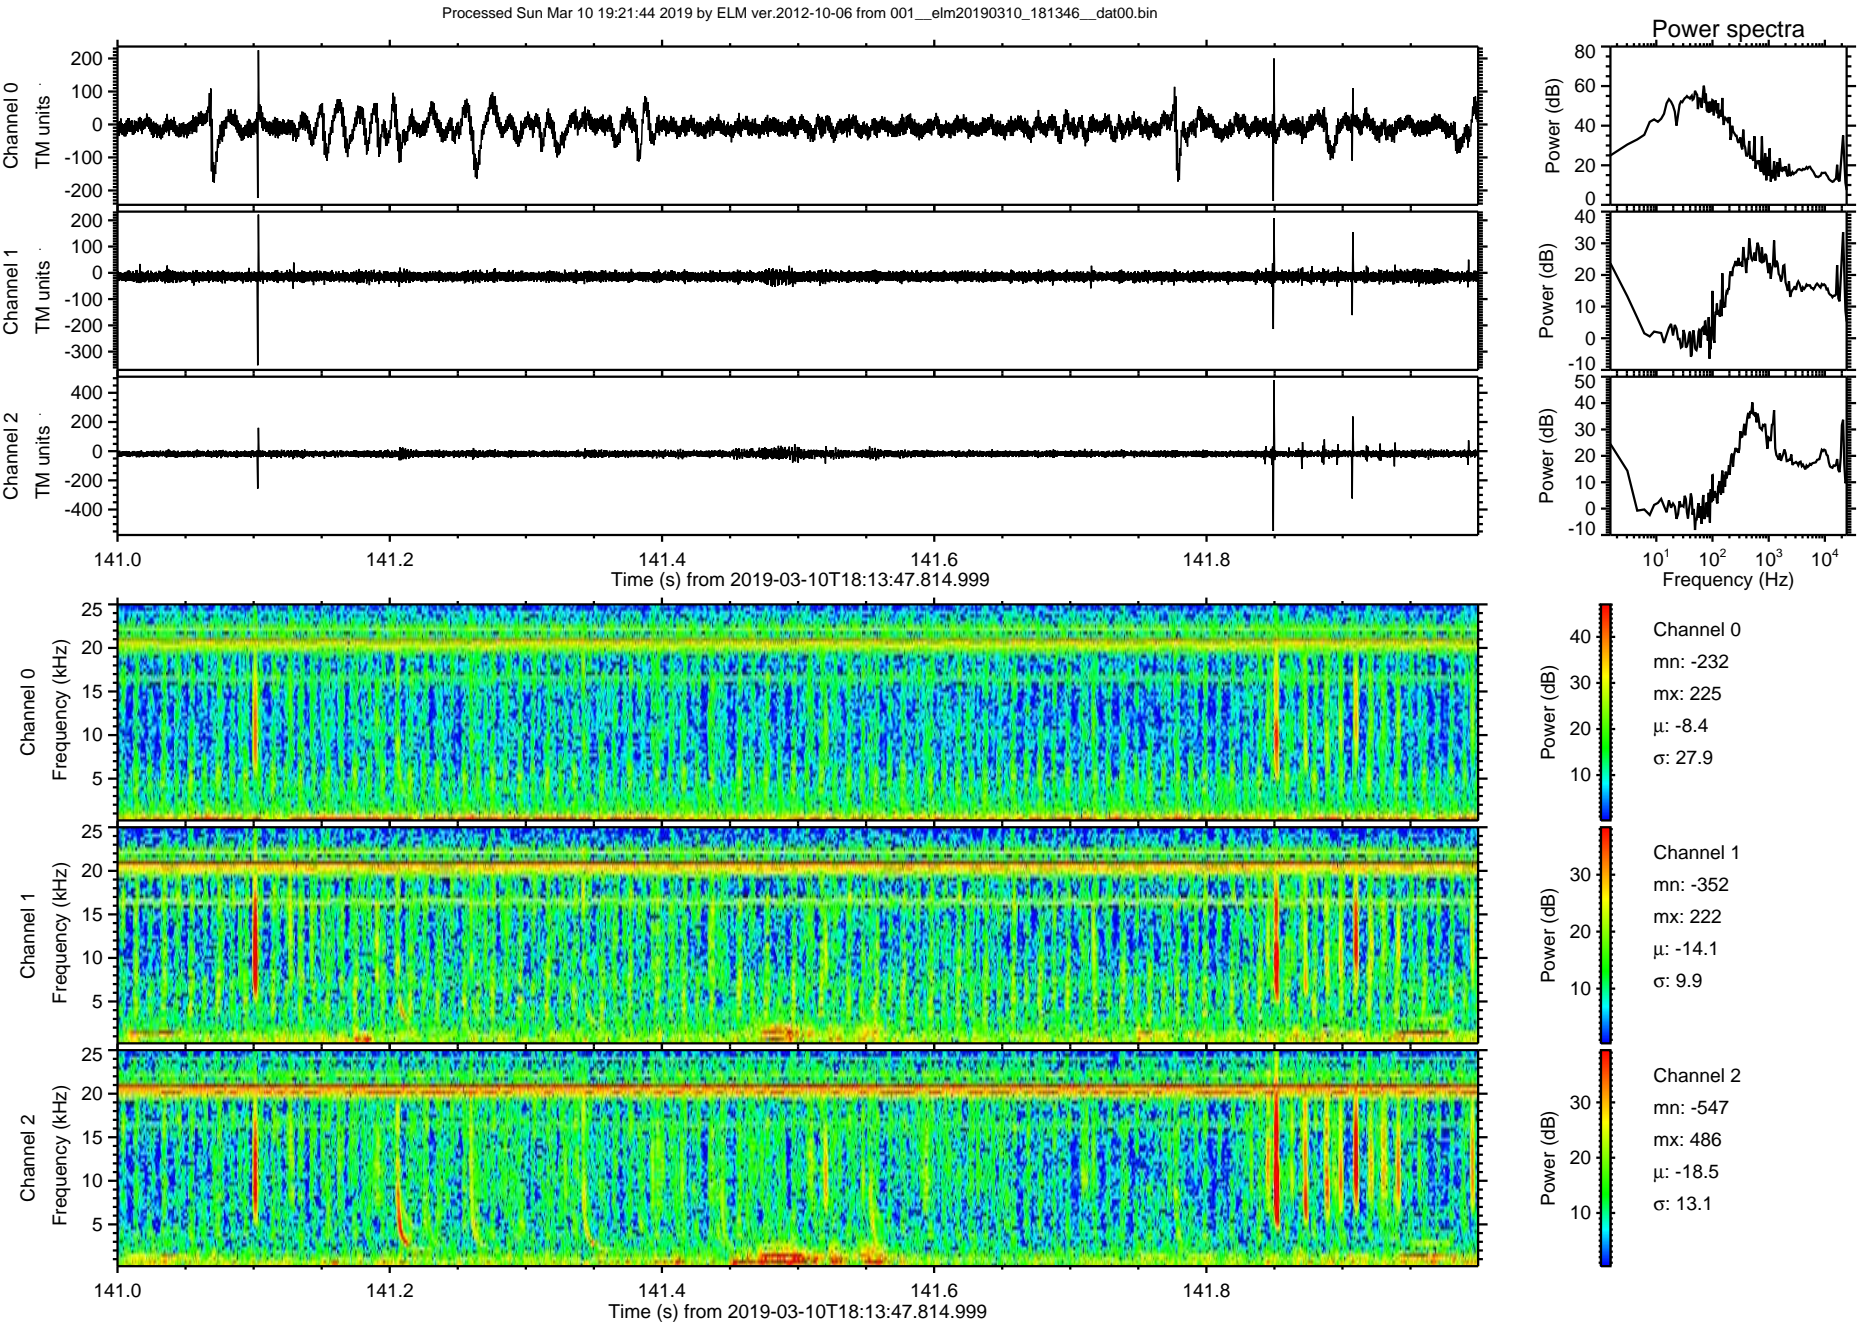 Processed Sun Mar 10 19:21:44 2019 by ELM ver.2012-10-06 from 001__elm20190310_181346__dat00.bin
Power spectra
Channel 0
TM units
200
100
0
-100
-200
Power (dB)
80
60
40
20
0
Channel 1
TM units
200
100
0
-100
-200
-300
Power (dB)
40
30
20
10
0
-10
Channel 2
TM units
400
200
0
-200
-400
Power (dB)
50
40
30
20
10
0
-10
141.0 141.2 141.4 141.6 141.8
Time (s) from 2019-03-10T18:13:47.814.999
10¹ 10² 10³ 10⁴
Frequency (Hz)
Channel 0
Frequency (kHz)
25
20
15
10
5
Power (dB)
40
30
20
10
Channel 0
mn: -232
mx: 225
μ: -8.4
σ: 27.9
Channel 1
Frequency (kHz)
25
20
15
10
5
Power (dB)
30
20
10
Channel 1
mn: -352
mx: 222
μ: -14.1
σ: 9.9
Channel 2
Frequency (kHz)
25
20
15
10
5
Power (dB)
30
20
10
Channel 2
mn: -547
mx: 486
μ: -18.5
σ: 13.1
141.0 141.2 141.4 141.6 141.8
Time (s) from 2019-03-10T18:13:47.814.999